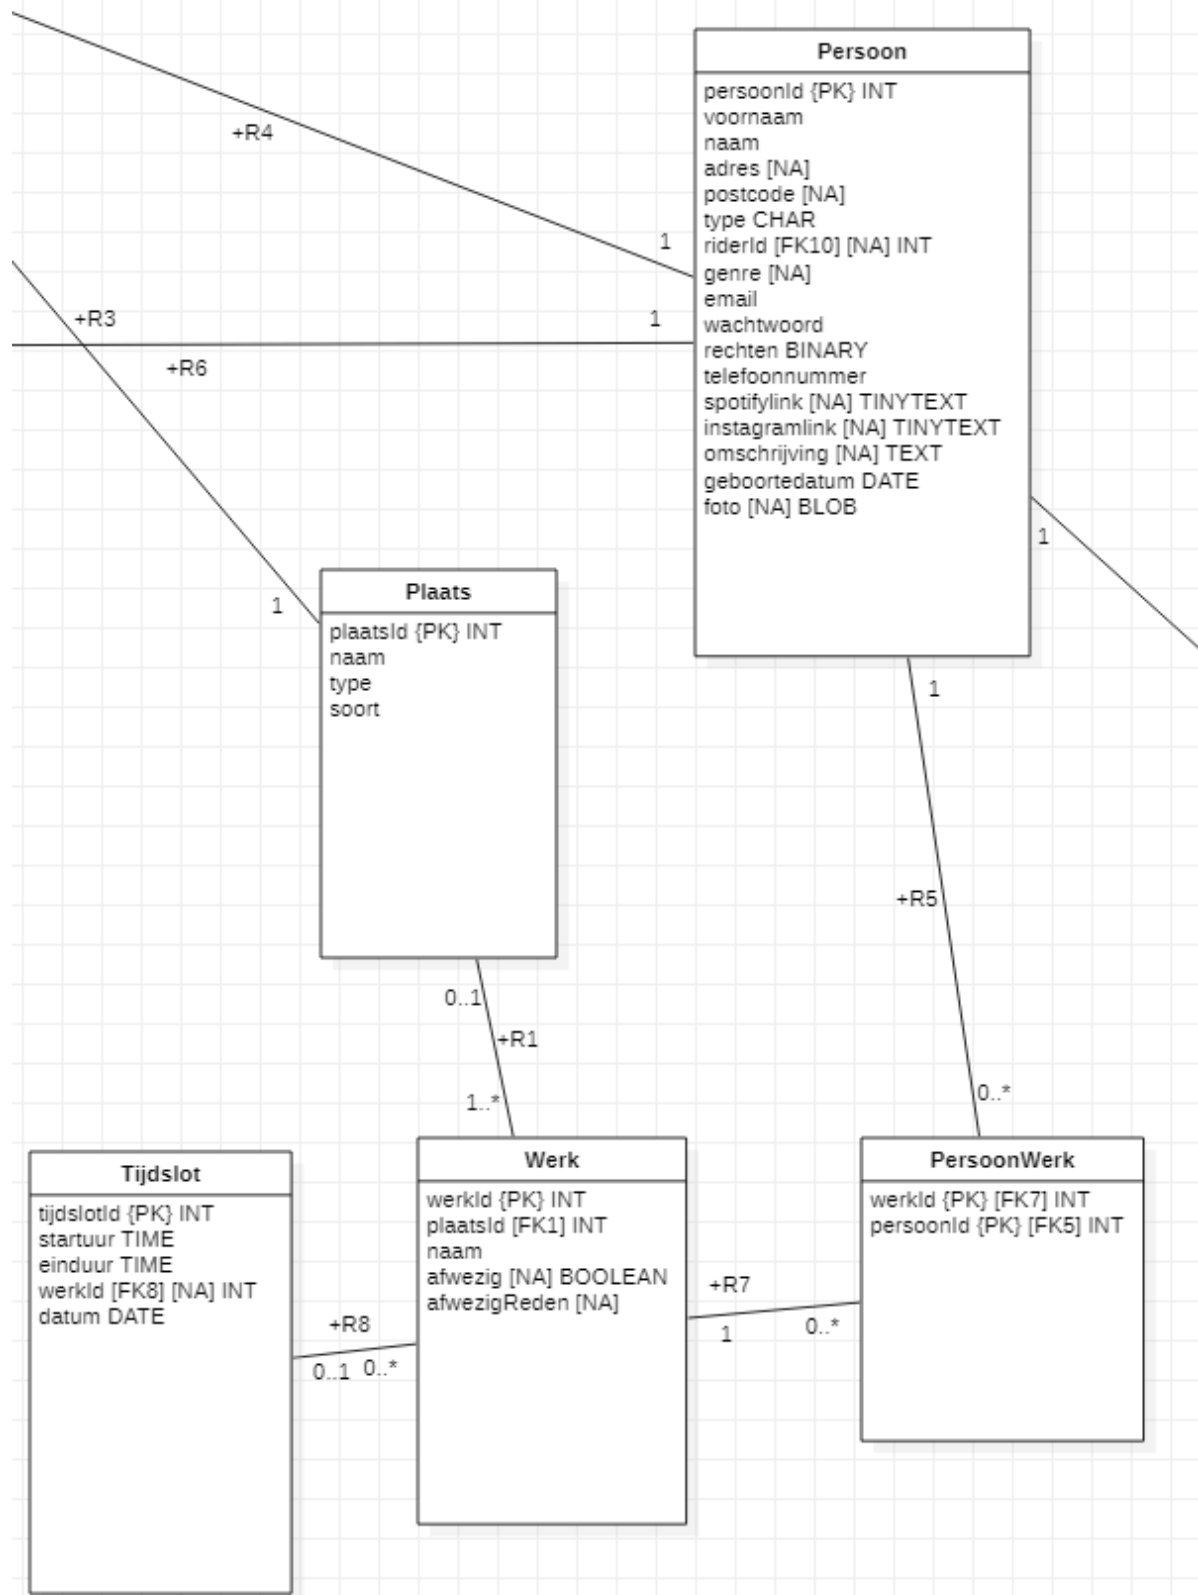 +R4
1
+R3
1
+R6
Persoon
persoonId {PK} INT
voornaam
naam
adres [NA]
postcode [NA]
type CHAR
riderId [FK10] [NA] INT
genre [NA]
email
wachtwoord
rechten BINARY
telefoonnummer
spotifylink [NA] TINYTEXT
instagramlink [NA] TINYTEXT
omschrijving [NA] TEXT
geboortedatum DATE
foto [NA] BLOB
1
1
Plaats
plaatsId {PK} INT
naam
type
soort
1
+R5
0..1
+R1
1..*
0..*
Tijdslot
tijdslotId {PK} INT
startuur TIME
einduur TIME
werkId [FK8] [NA] INT
datum DATE
+R8
0..1 0..*
Werk
werkId {PK} INT
plaatsId [FK1] INT
naam
afwezig [NA] BOOLEAN
afwezigReden [NA]
+R7
1 0..*
PersoonWerk
werkId {PK} [FK7] INT
persoonId {PK} [FK5] INT